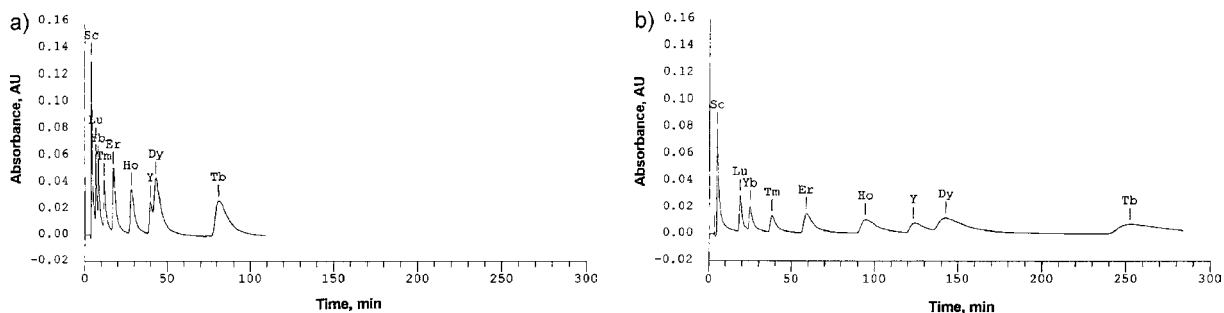 a)
Absorbance, AU
0.16
0.14
0.12
0.10
0.08
0.06
0.04
0.02
0.00
-0.02
Sc
Lu
Yb
Tm
Er
Ho
Y
Dy
Tb
0 50 100 150 200 250 300
Time, min
b)
Absorbance, AU
0.16
0.14
0.12
0.10
0.08
0.06
0.04
0.02
0.00
-0.02
Sc
Lu
Yb
Tm
Er
Ho
Y
Dy
Tb
0 50 100 150 200 250 300
Time, min